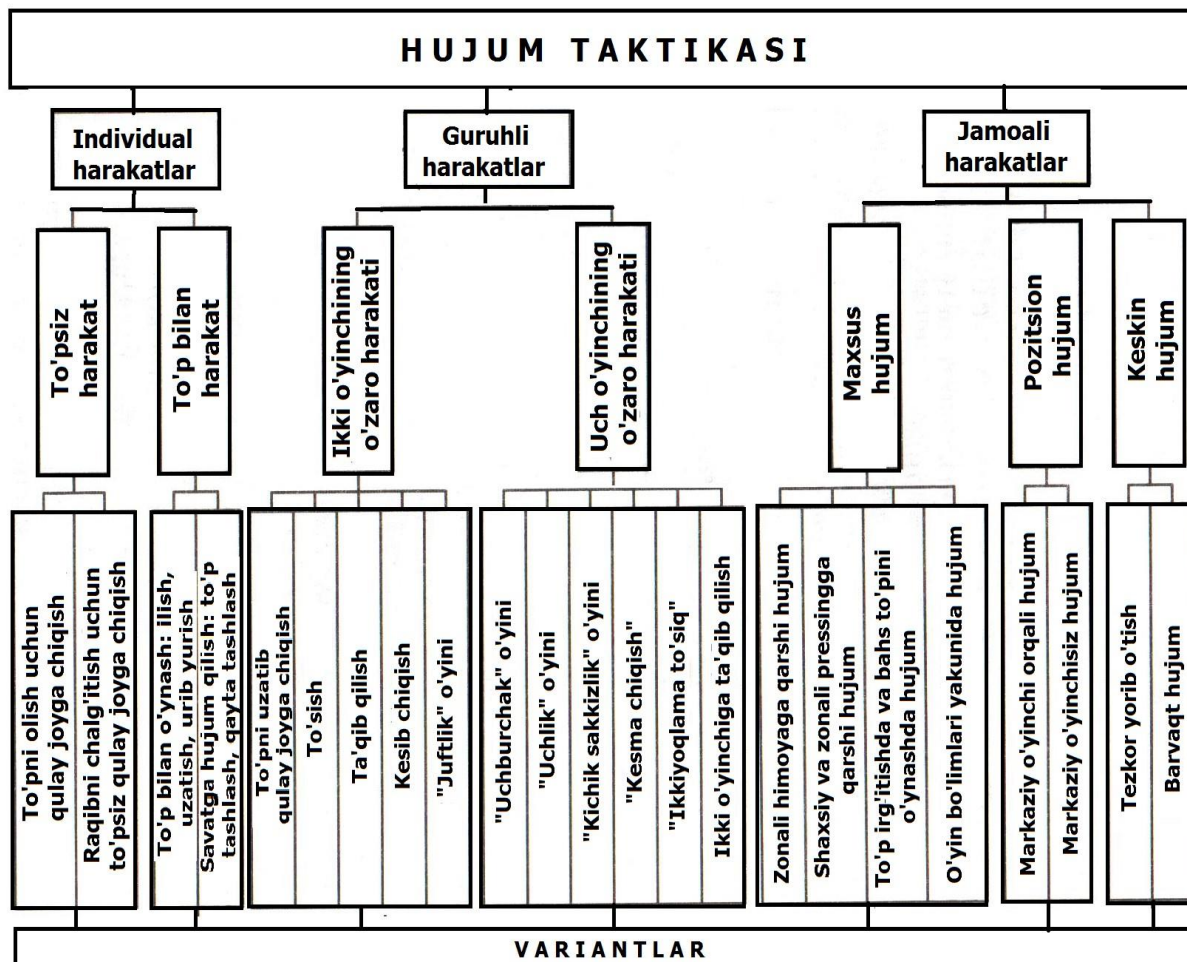 HUJUM TAKTIKASI
Individual
harakatlar
Guruhli
harakatlar
Jamoali
harakatlar
To'psiz
harakat
To'p bilan
harakat
Ikki o'yinchining
o'zaro harakati
Uch o'yinchining
o'zaro harakati
Maxsus
hujum
Pozitsion
hujum
Keskin
hujum
To'pni olish uchun
qulay joyga chiqish
Raqibni chalg'itish uchun
to'psiz qulay joyga chiqish
To'p bilan o'ynash: ilish,
uzatish, urib yurish
Savatga hujum qilish: to'p
tashlash, qayta tashlash
To'pni uzatib
qulay joyga chiqish
To'sish
Ta'qib qilish
Kesib chiqish
"Juftlik" o'yini
"Uchburchak" o'yini
"Uchlik" o'yini
"Kichik sakkizlik" o'yini
"Kesma chiqish"
"Ikkiyoqlama to'siq"
Ikki o'yinchiga ta'qib qilish
Zonali himoyaga qarshi hujum
Shaxsiy va zonali pressingga
qarshi hujum
To'p irg'itishda va bahs to'pini
o'ynashda hujum
O'yin bo'limlari yakunida hujum
Markaziy o'yinchi orqali hujum
Markaziy o'yinchisiz hujum
Tezkor yorib o'tish
Barvaqt hujum
VARIANTLAR